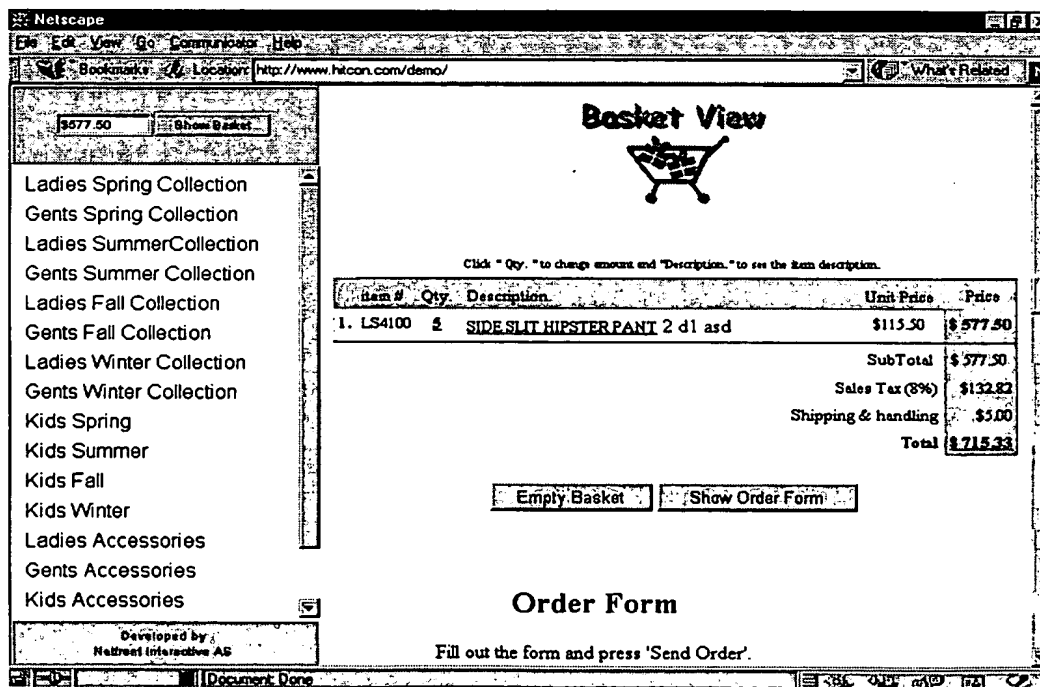 Netscape
File Edit View Go Communicator Help
Bookmarks Location: http://www.hitcon.com/demo/ What's Related
$577.50 Show Basket
Ladies Spring Collection
Gents Spring Collection
Ladies SummerCollection
Gents Summer Collection
Ladies Fall Collection
Gents Fall Collection
Ladies Winter Collection
Gents Winter Collection
Kids Spring
Kids Summer
Kids Fall
Kids Winter
Ladies Accessories
Gents Accessories
Kids Accessories
Developed by
Interactive AS
Basket View
Click "Qty." to change amount and "Description." to see the item description.
item # Qty. Description Unit Price Price
1. LS4100 5 SIDE SLIT HIPSTER PANT 2 d1 asd $115.50 $ 577.50
SubTotal $ 577.50
Sales Tax (8%) $132.82
Shipping & handling $5.00
Total $ 715.33
Empty Basket Show Order Form
Order Form
Fill out the form and press 'Send Order'.
Document: Done